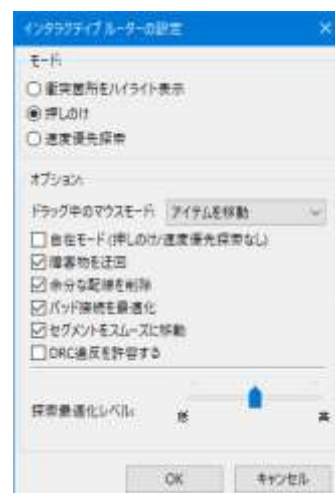 インタラクティブ ルーターの設定
モード:
衝突箇所をハイライト表示
押しのけ
速度優先探索
オプション:
ドラッグ中のマウスモード: アイテムを移動
自在モード(押しのけ/速度優先探索なし)
障害物を迂回
余分な配線を削除
パッド接続を最適化
セグメントをスムーズに移動
DRC違反を許容する
探索最適化レベル:
低 高
OK キャンセル